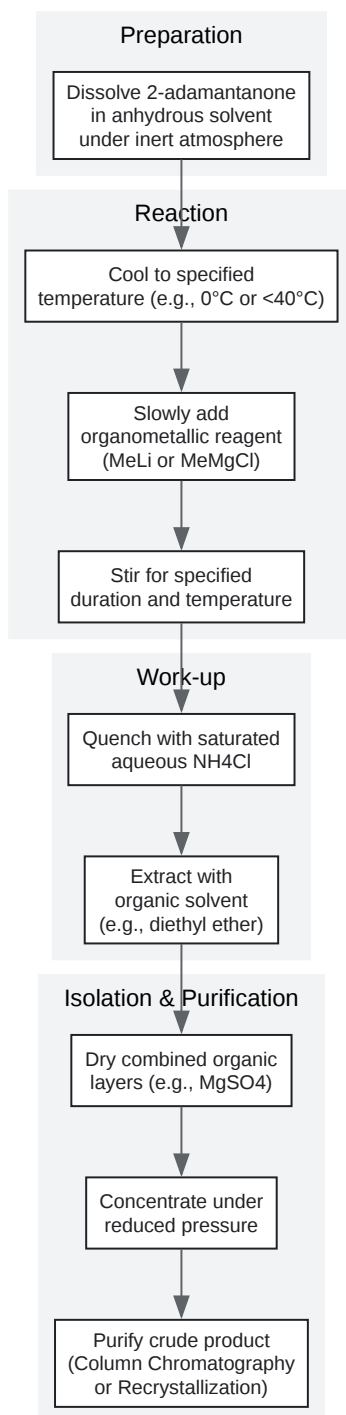 Preparation
Dissolve 2-adamantanone
in anhydrous solvent
under inert atmosphere
Reaction
Cool to specified
temperature (e.g., 0°C or <40°C)
Slowly add
organometallic reagent
(MeLi or MeMgCl)
Stir for specified
duration and temperature
Work-up
Quench with saturated
aqueous NH4Cl
Extract with
organic solvent
(e.g., diethyl ether)
Isolation & Purification
Dry combined organic
layers (e.g., MgSO4)
Concentrate under
reduced pressure
Purify crude product
(Column Chromatography
or Recrystallization)